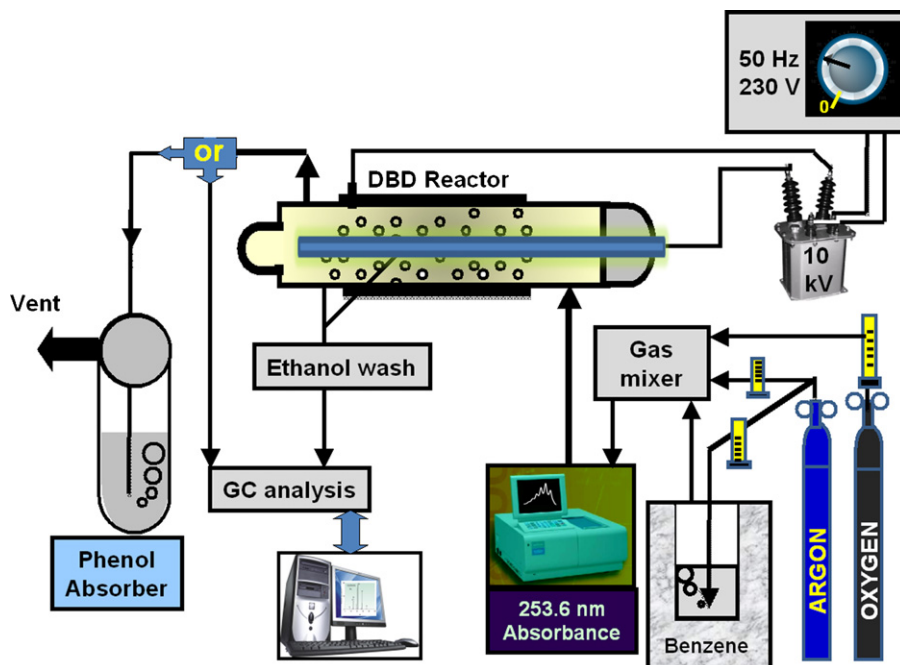 50 Hz
230 V
0
or
DBD Reactor
10
kV
Vent
Ethanol wash
Gas
mixer
GC analysis
Phenol
Absorber
253.6 nm
Absorbance
Benzene
ARGON
OXYGEN